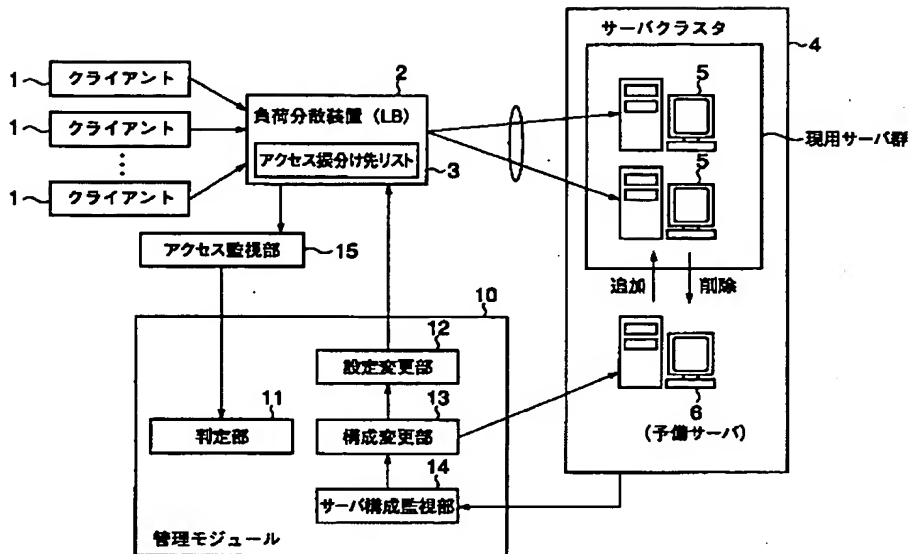 サーバクラスタ
4
1
クライアント
2
5
負荷分散装置 (LB)
1
クライアント
現用サーバ群
アクセス振分け先リスト
⋮
3
5
1
クライアント
アクセス監視部
15
追加
削除
10
12
設定変更部
11
13
6
判定部
構成変更部
(予備サーバ)
14
サーバ構成監視部
管理モジュール